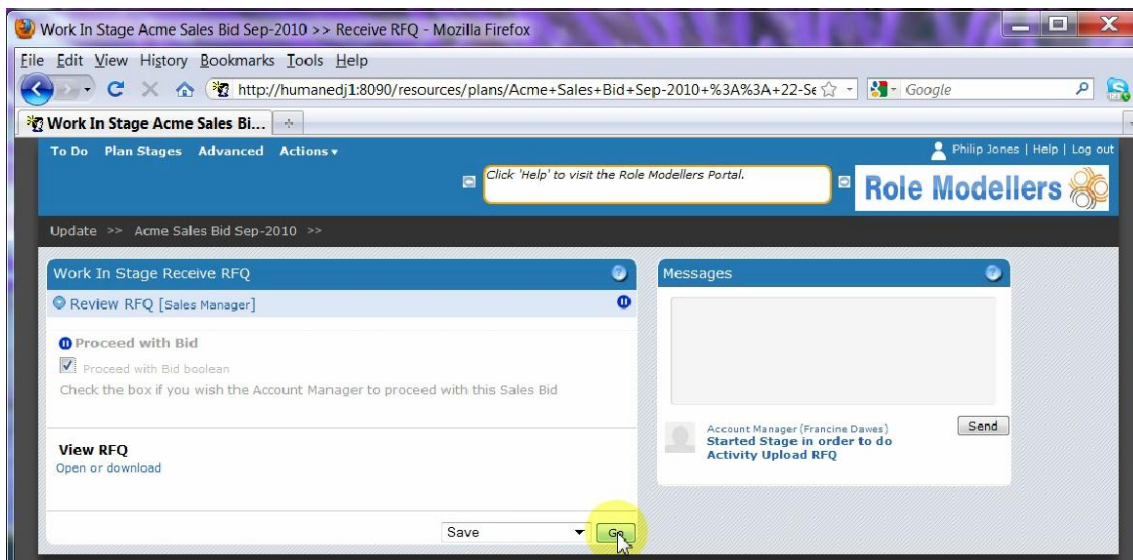 Work In Stage Acme Sales Bid Sep-2010 >> Receive RFQ - Mozilla Firefox
File Edit View History Bookmarks Tools Help
http://humanedj1:8090/resources/plans/Acme+Sales+Bid+Sep-2010+%3A%3A+22-Se Google
Work In Stage Acme Sales Bi...
To Do Plan Stages Advanced Actions Philip Jones | Help | Log out
Click 'Help' to visit the Role Modellers Portal.
Role Modellers
Update >> Acme Sales Bid Sep-2010 >>
Work In Stage Receive RFQ
Review RFQ [Sales Manager]
Proceed with Bid
Proceed with Bid boolean
Check the box if you wish the Account Manager to proceed with this Sales Bid
View RFQ
Open or download
Save Go
Messages
Send
Account Manager (Francine Dawes)
Started Stage in order to do
Activity Upload RFQ